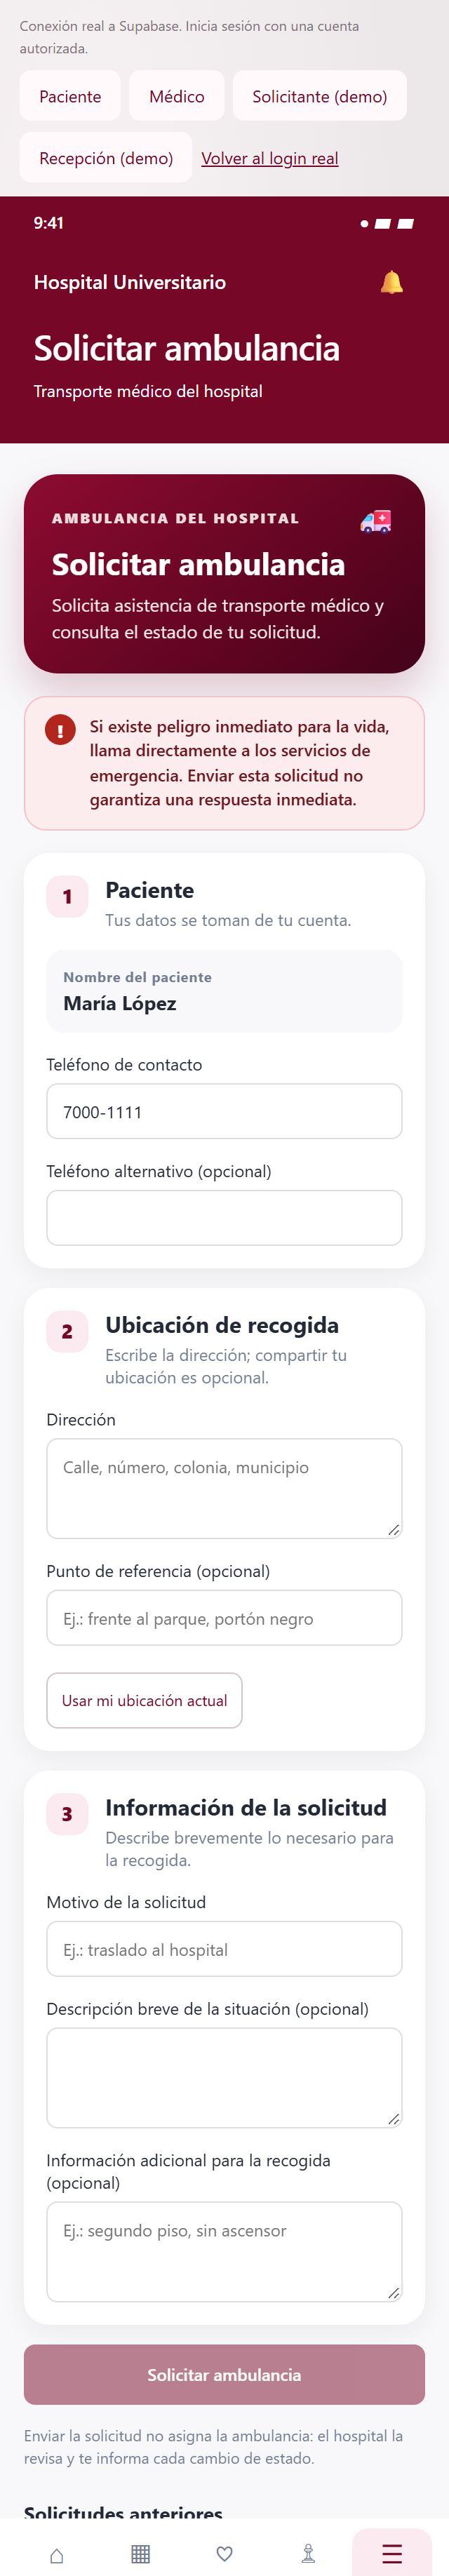 Conexión real a Supabase. Inicia sesión con una cuenta
autorizada.
Paciente
Médico
Solicitante (demo)
Recepción (demo)
Volver al login real
9:41
Hospital Universitario
Solicitar ambulancia
Transporte médico del hospital
AMBULANCIA DEL HOSPITAL
Solicitar ambulancia
Solicita asistencia de transporte médico y
consulta el estado de tu solicitud.
!
Si existe peligro inmediato para la vida,
llama directamente a los servicios de
emergencia. Enviar esta solicitud no
garantiza una respuesta inmediata.
1
Paciente
Tus datos se toman de tu cuenta.
Nombre del paciente
María López
Teléfono de contacto
7000-1111
Teléfono alternativo (opcional)
2
Ubicación de recogida
Escribe la dirección; compartir tu
ubicación es opcional.
Dirección
Calle, número, colonia, municipio
Punto de referencia (opcional)
Ej.: frente al parque, portón negro
Usar mi ubicación actual
3
Información de la solicitud
Describe brevemente lo necesario para
la recogida.
Motivo de la solicitud
Ej.: traslado al hospital
Descripción breve de la situación (opcional)
Información adicional para la recogida
(opcional)
Ej.: segundo piso, sin ascensor
Solicitar ambulancia
Enviar la solicitud no asigna la ambulancia: el hospital la
revisa y te informa cada cambio de estado.
Solicitudes anteriores